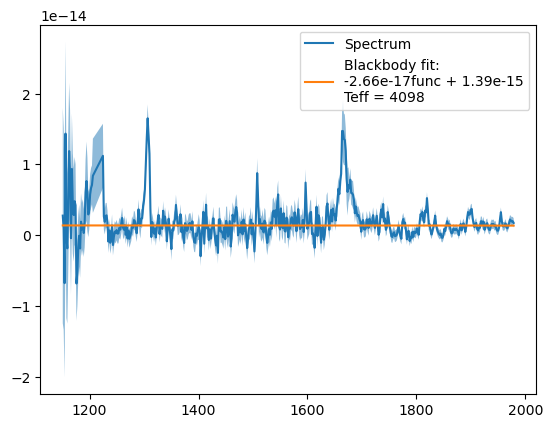 1e−14
Spectrum
Blackbody fit:
-2.66e-17func + 1.39e-15
Teff = 4098
2
1
0
−1
−2
1200 1400 1600 1800 2000